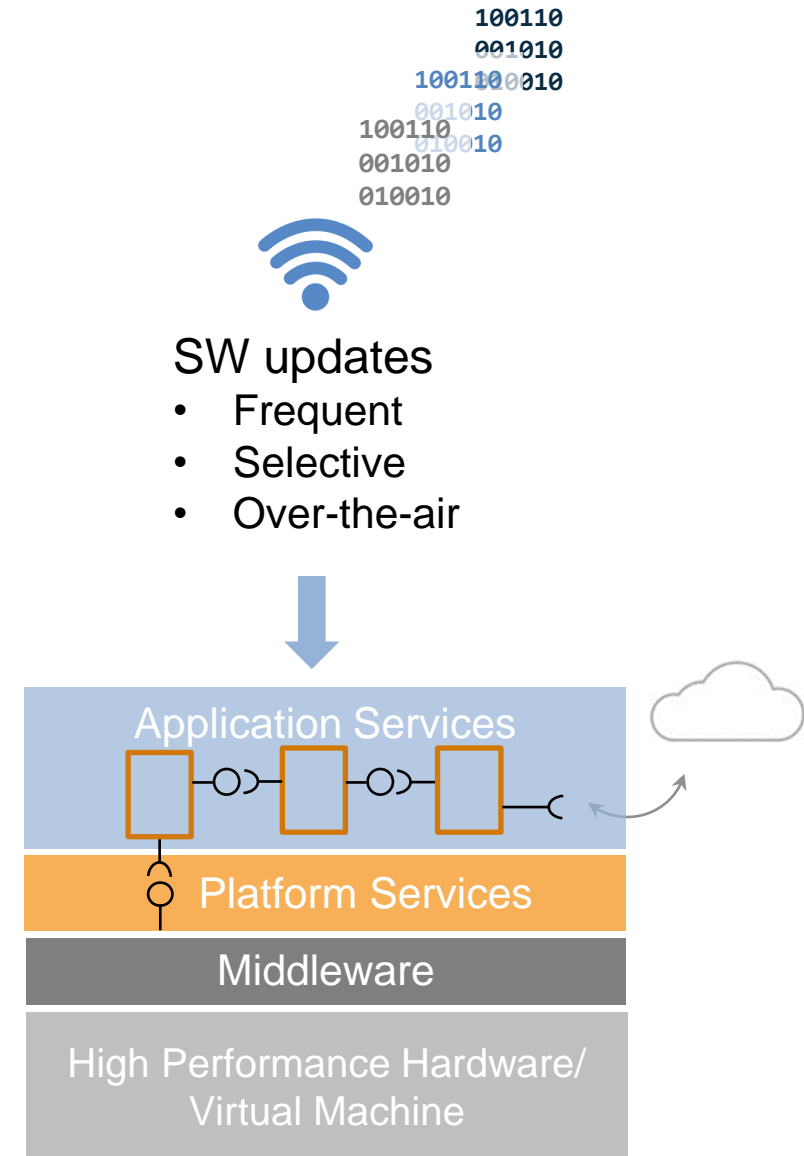 100110
001010
010010
100110
001010
010010
100110
001010
010010
SW updates
• Frequent
• Selective
• Over-the-air
Application Services
Platform Services
Middleware
High Performance Hardware/
Virtual Machine